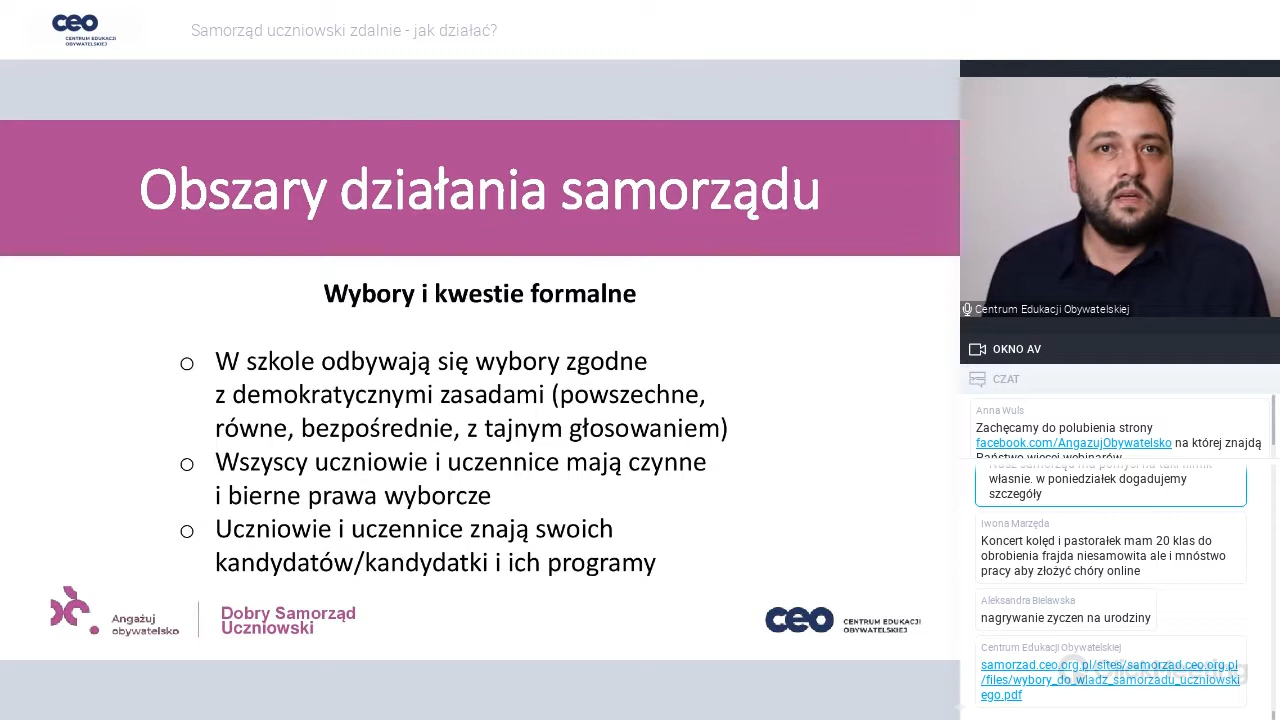 ceo
CENTRUM EDUKACJI
OBYWATELSKIEJ
Samorząd uczniowski zdalnie - jak działać?
Obszary działania samorządu
Wybory i kwestie formalne
o W szkole odbywają się wybory zgodne
z demokratycznymi zasadami (powszechne,
równe, bezpośrednie, z tajnym głosowaniem)
o Wszyscy uczniowie i uczennice mają czynne
i bierne prawa wyborcze
o Uczniowie i uczennice znają swoich
kandydatów/kandydatki i ich programy
Angażuj
obywatelsko
Dobry Samorząd
Uczniowski
ceo
CENTRUM EDUKACJI
OBYWATELSKIEJ
Centrum Edukacji Obywatelskiej
OKNO AV
CZAT
Anna Wuls
Zachęcamy do polubienia strony
facebook.com/AngazujObywatelsko na której znajdą
Państwo więcej webinarów
własnie. w poniedziałek dogadujemy
szczegóły
Iwona Marzęda
Koncert kolęd i pastorałek mam 20 klas do
obrobienia frajda niesamowita ale i mnóstwo
pracy aby złożyć chóry online
Aleksandra Bielawska
nagrywanie zyczen na urodziny
Centrum Edukacji Obywatelskiej
samorzad.ceo.org.pl/sites/samorzad.ceo.org.pl
/files/wybory_do_wladz_samorzadu_uczniowski
ego.pdf
ClickMeeting